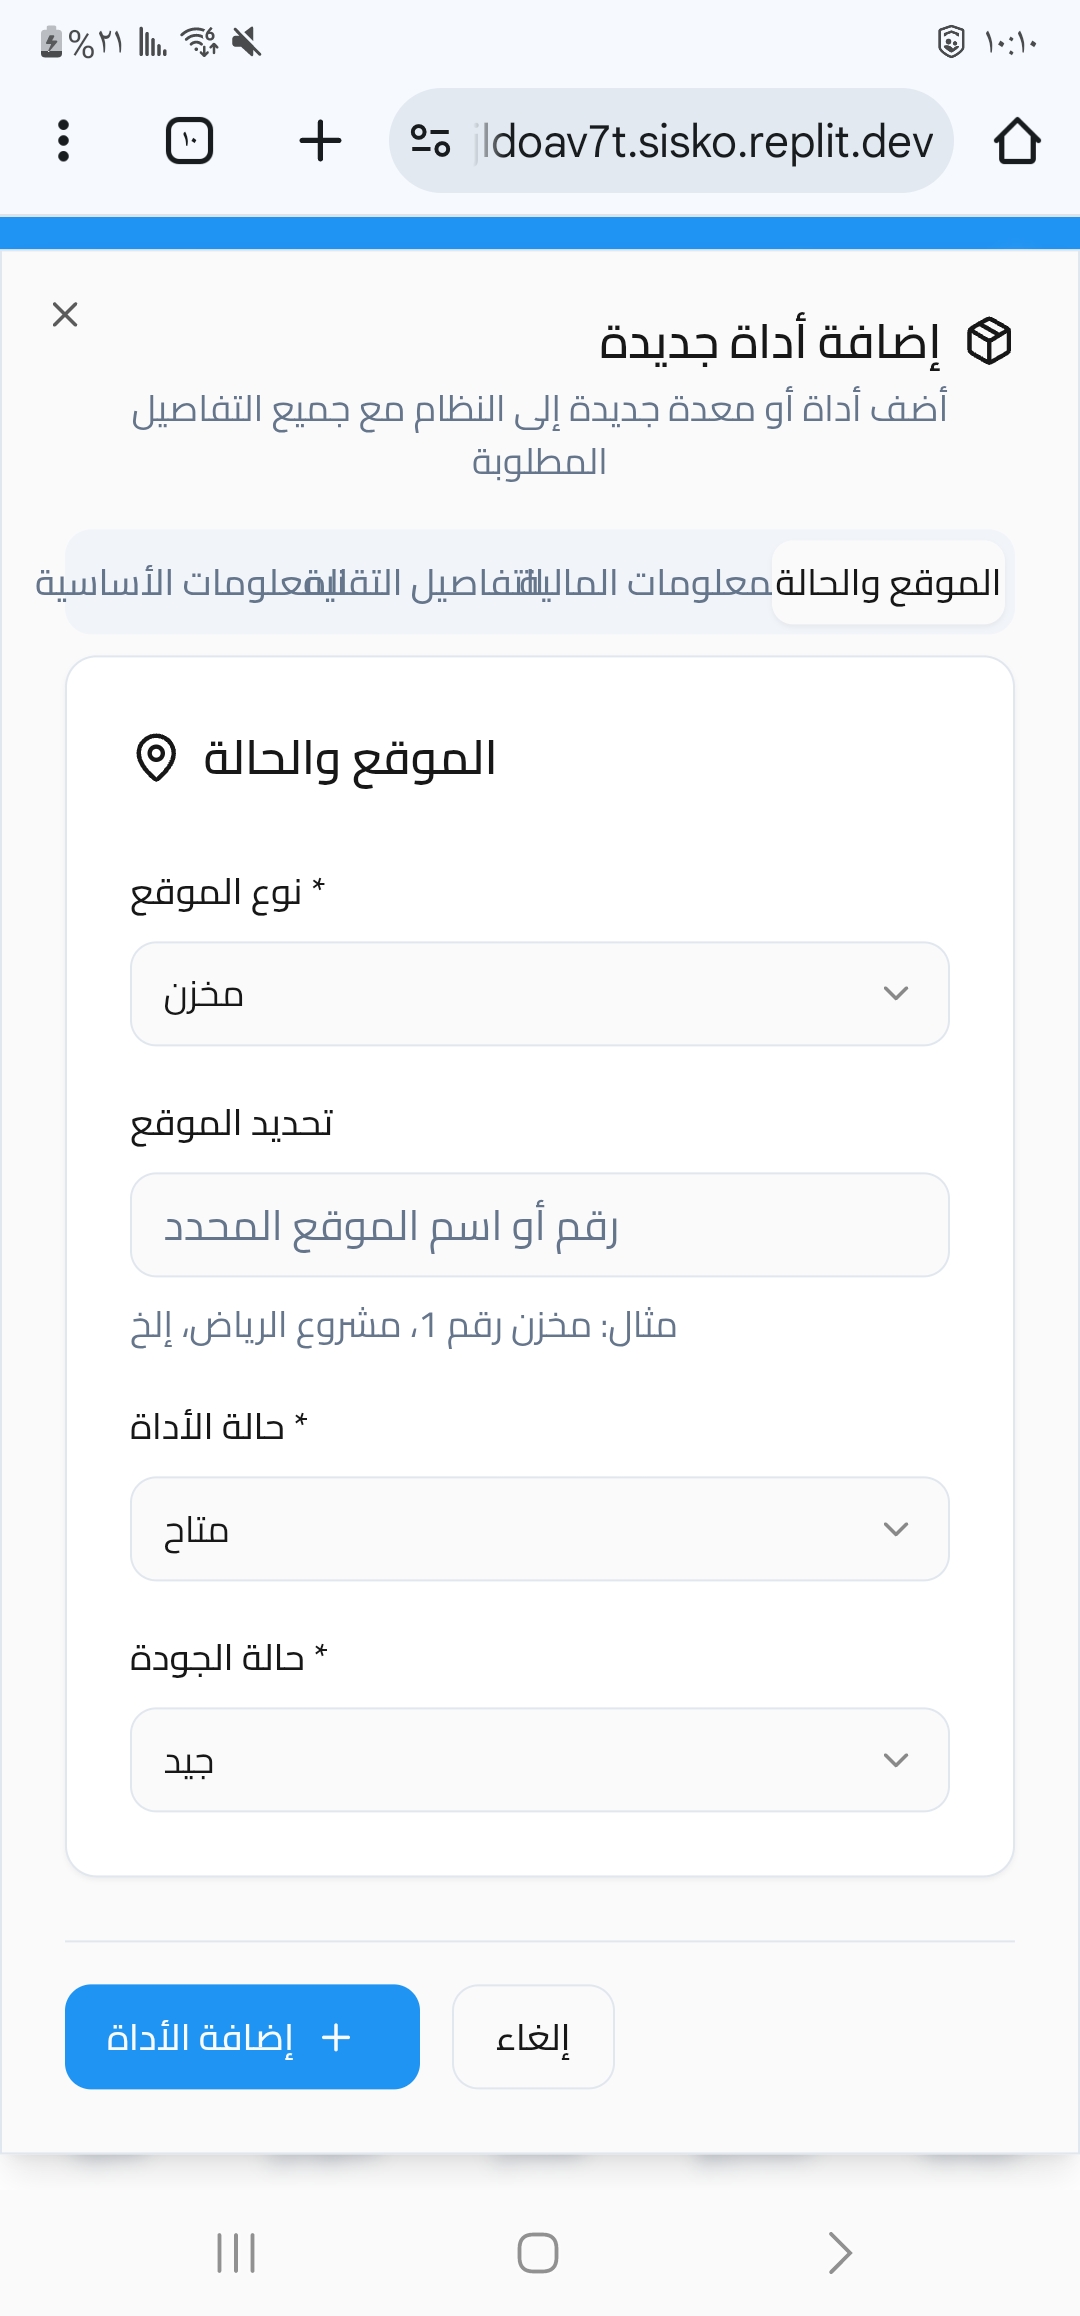 ١٠:١٠ %٢١
jldoav7t.sisko.replit.dev
١٠
إضافة أداة جديدة
أضف أداة أو معدة جديدة إلى النظام مع جميع التفاصيل
المطلوبة
الموقع والحالة المعلومات المالية التفاصيل التقنية المعلومات الأساسية
الموقع والحالة
نوع الموقع *
مخزن
تحديد الموقع
رقم أو اسم الموقع المحدد
مثال: مخزن رقم 1، مشروع الرياض، إلخ
حالة الأداة *
متاح
حالة الجودة *
جيد
إلغاء
إضافة الأداة